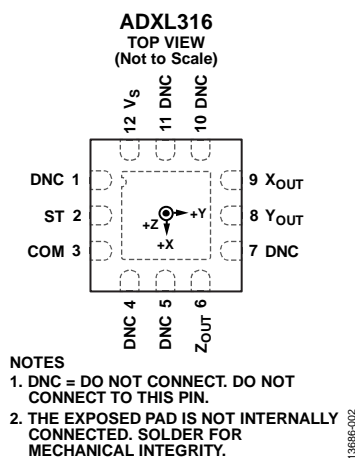 ADXL316
TOP VIEW
(Not to Scale)
12 VS
11 DNC
10 DNC
DNC 1
ST 2
COM 3
9 XOUT
8 YOUT
7 DNC
+Z
+Y
+X
DNC 4
DNC 5
ZOUT 6
NOTES
1. DNC = DO NOT CONNECT. DO NOT
CONNECT TO THIS PIN.
2. THE EXPOSED PAD IS NOT INTERNALLY
CONNECTED. SOLDER FOR
MECHANICAL INTEGRITY.
13686-002